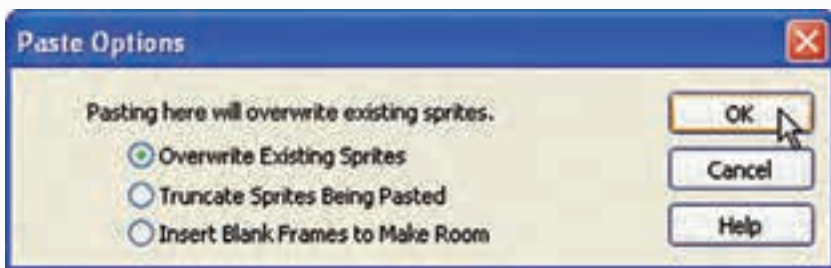 Paste Options
Pasting here will overwrite existing sprites.
OK
Overwrite Existing Sprites
Cancel
Truncate Sprites Being Pasted
Insert Blank Frames to Make Room
Help